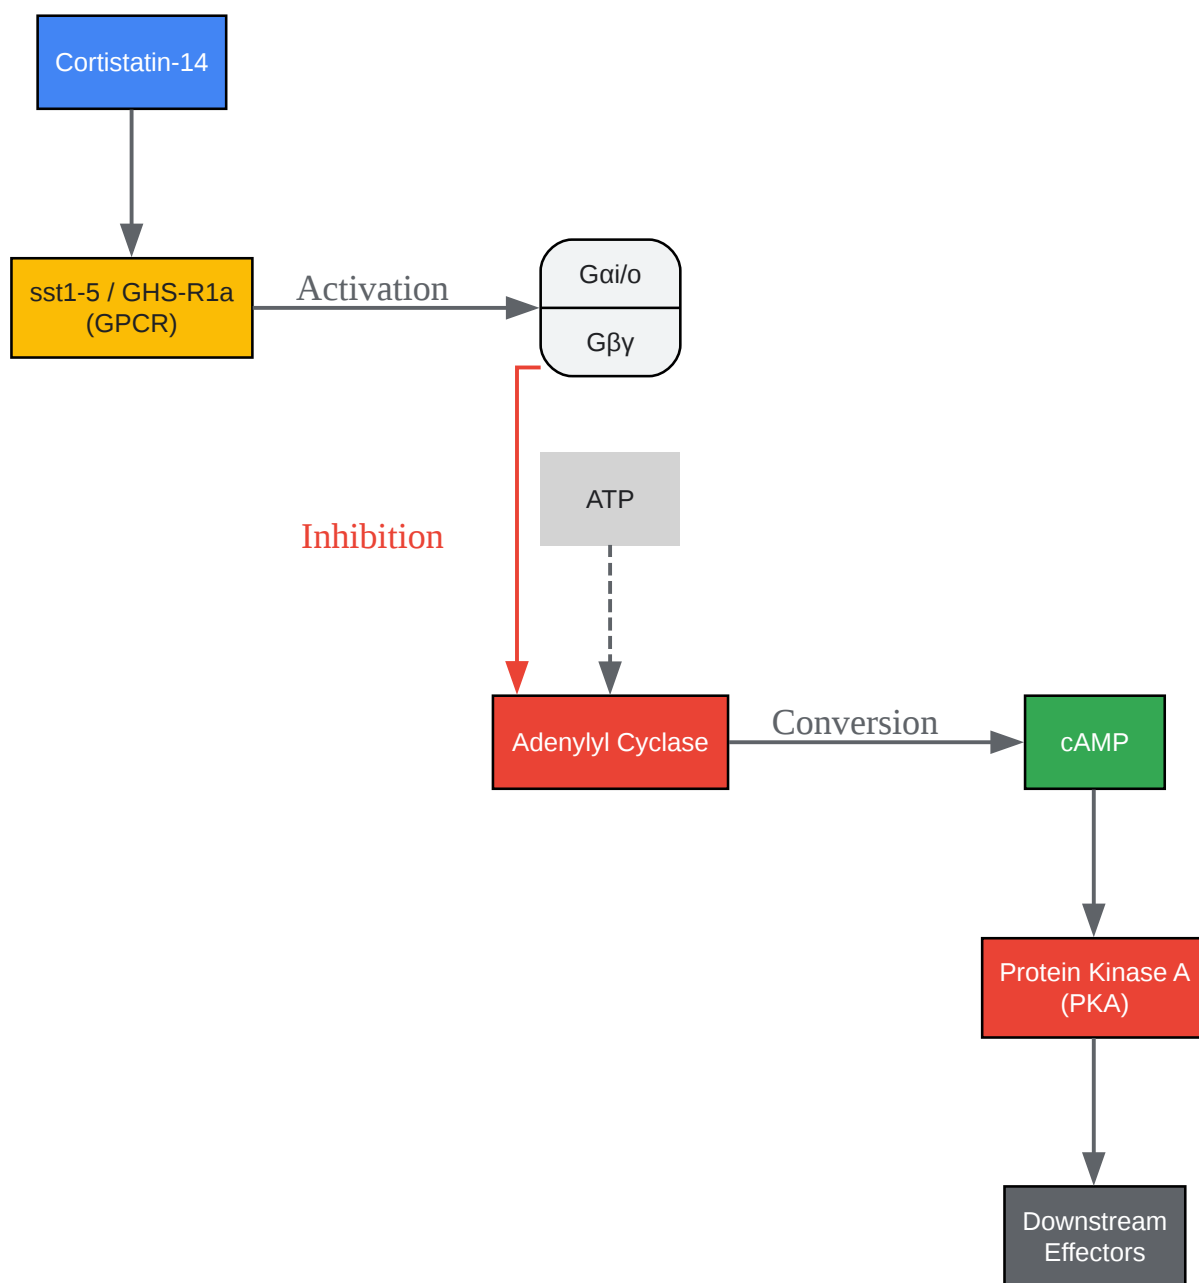 Cortistatin-14
sst1-5 / GHS-R1a
(GPCR)
Activation
Gαi/o
Gβγ
ATP
Inhibition
Adenylyl Cyclase
Conversion
cAMP
Protein Kinase A
(PKA)
Downstream
Effectors